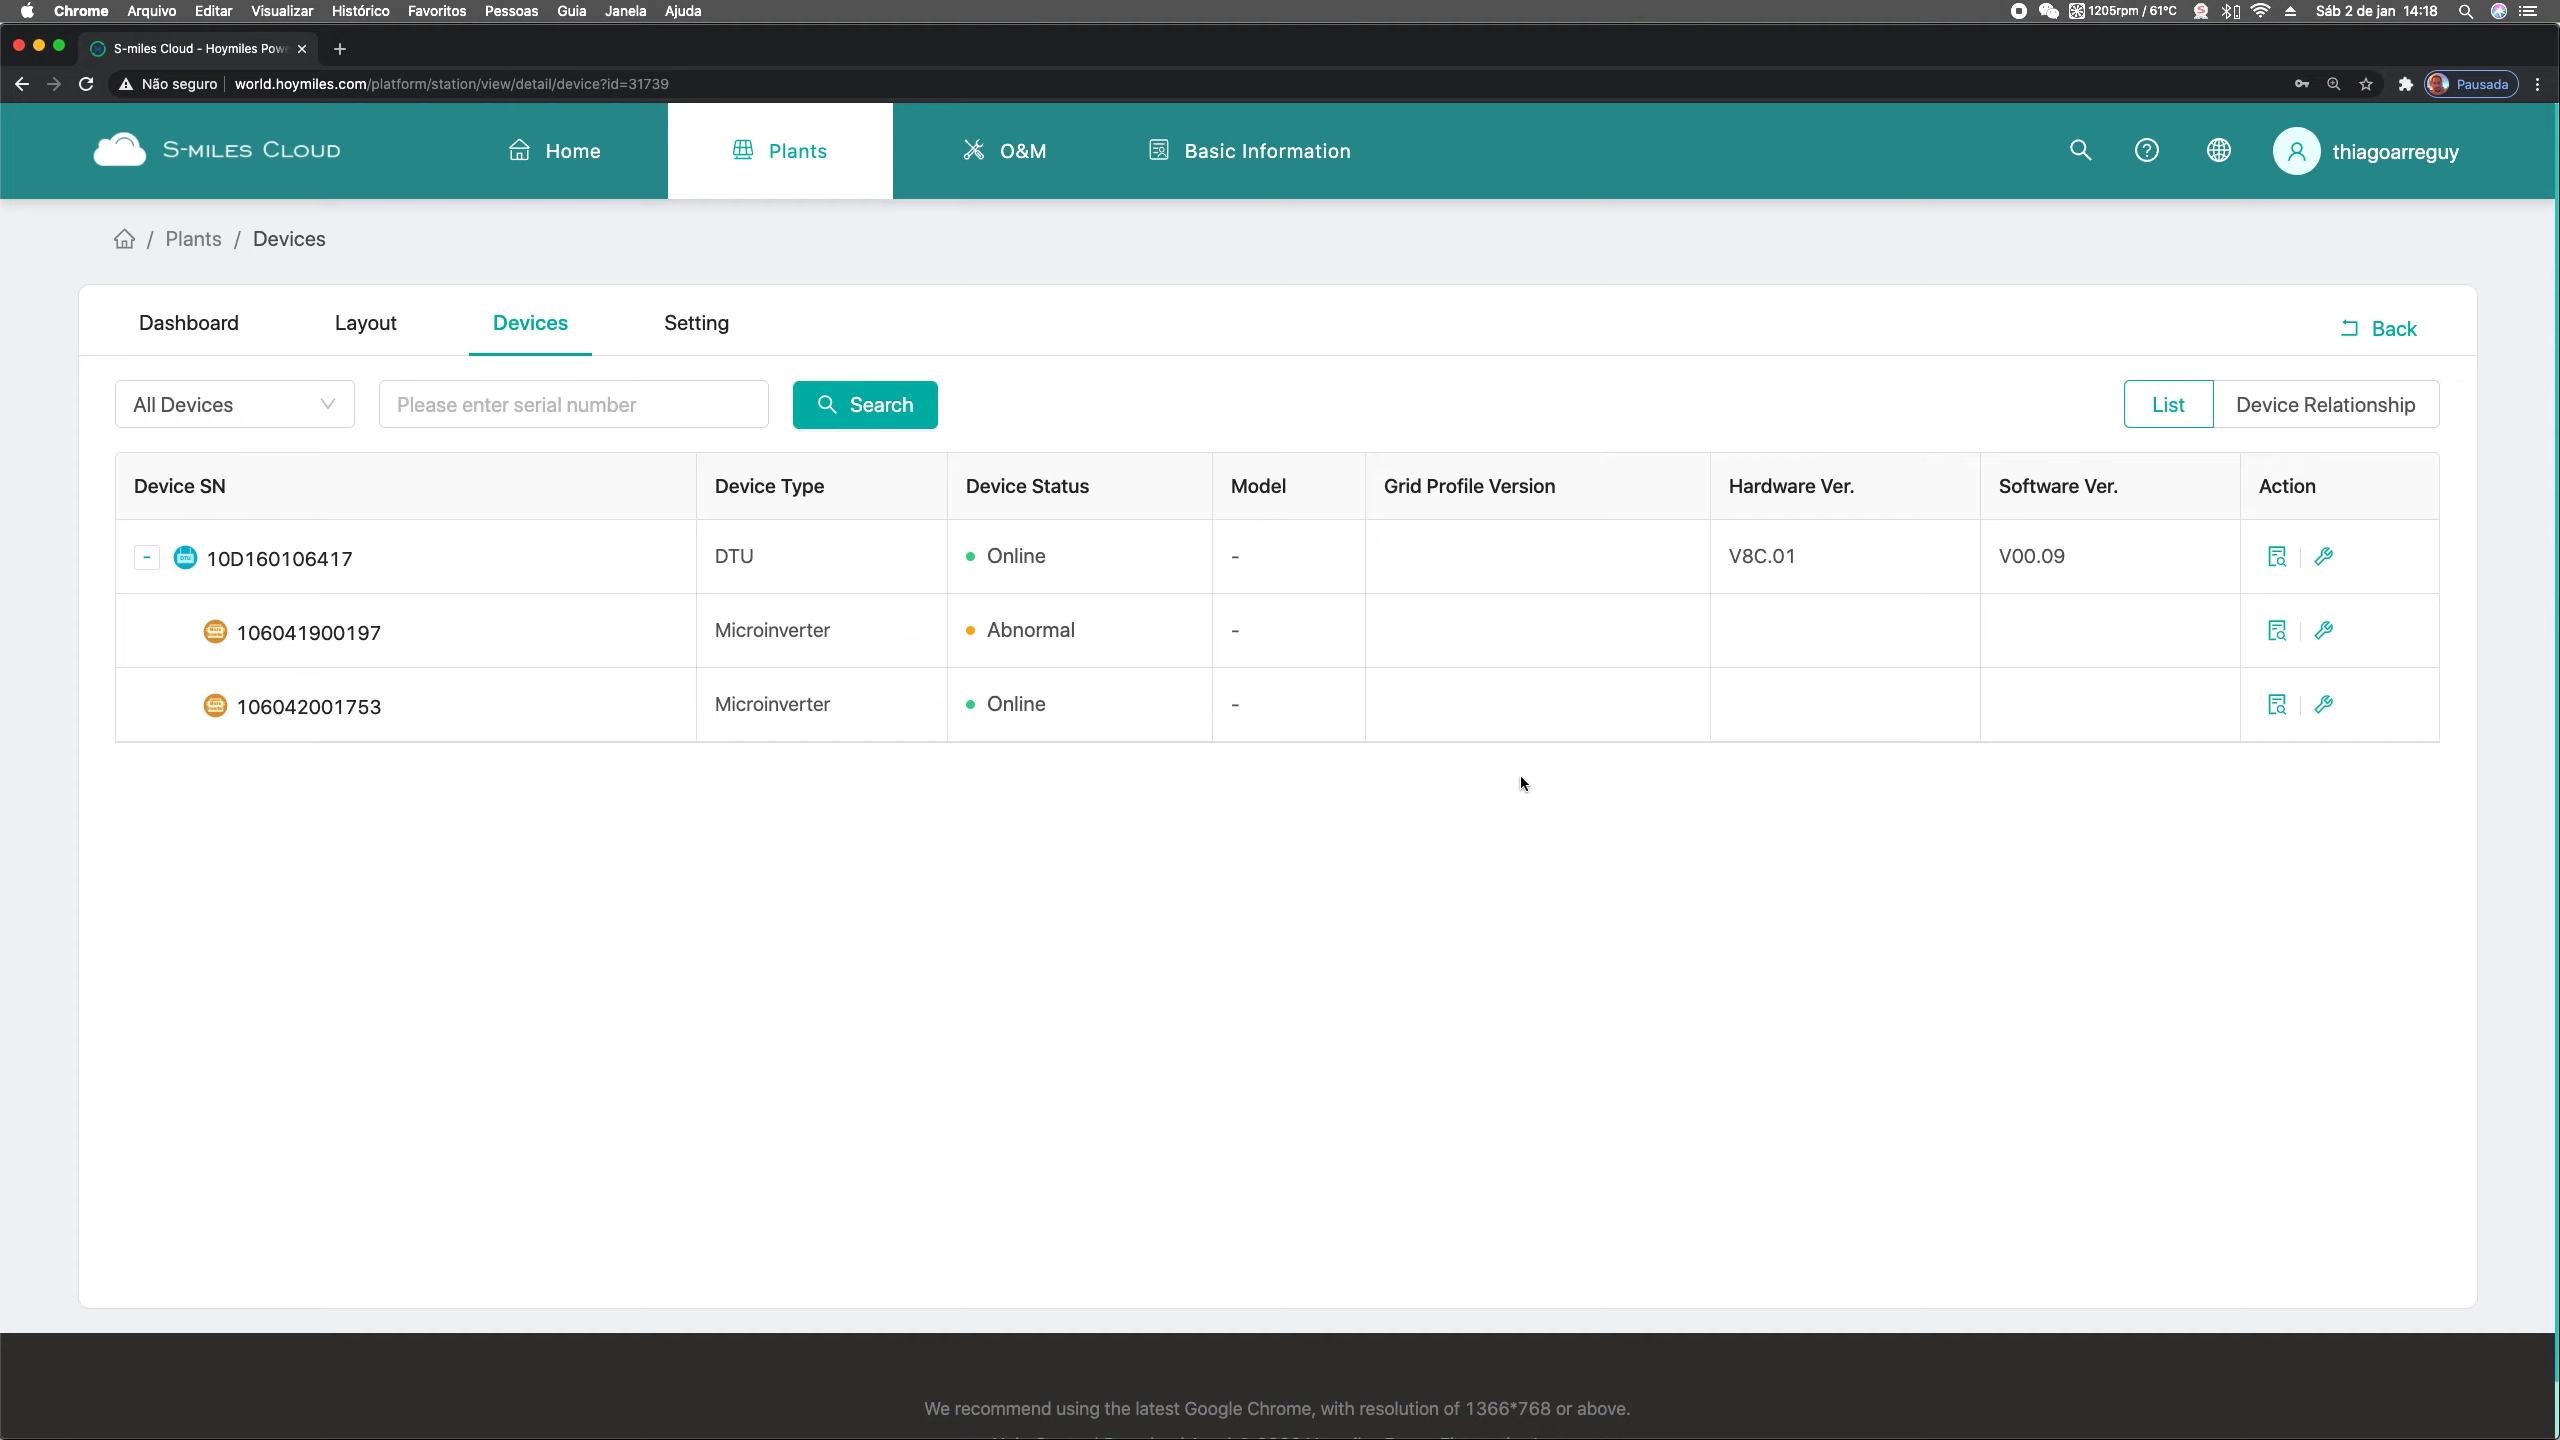 Chrome Arquivo Editar Visualizar Histórico Favoritos Pessoas Guia Janela Ajuda 1205rpm / 61°C Sáb 2 de jan 14:18
S-miles Cloud - Hoymiles Pow
Não seguro world.hoymiles.com/platform/station/view/detail/device?id=31739 Pausada
S-MILES CLOUD Home Plants O&M Basic Information thiagoarreguy
/ Plants / Devices
Dashboard Layout Devices Setting Back
All Devices Please enter serial number Search List Device Relationship
Device SN Device Type Device Status Model Grid Profile Version Hardware Ver. Software Ver. Action
- DTU 10D160106417 DTU Online - V8C.01 V00.09
106041900197 Microinverter Abnormal -
106042001753 Microinverter Online -
We recommend using the latest Google Chrome, with resolution of 1366*768 or above.